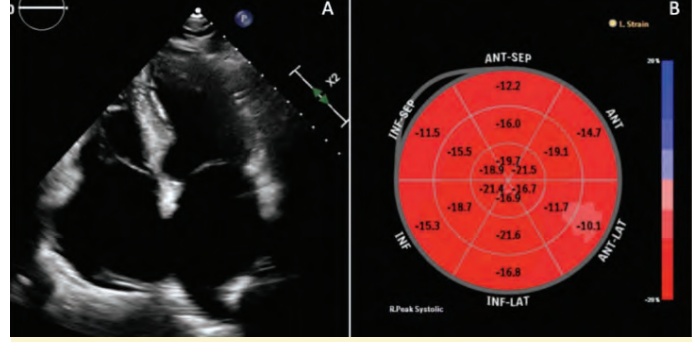 A
P
X2
B
L. Strain
ANT-SEP
20%
-12.2
INF-SEP
ANT
-11.5
-14.7
-16.0
-15.5
-19.1
-19.7
-18.9
-21.5
-21.4
-16.7
-16.9
-18.7
-11.7
-15.3
-10.1
-21.6
INF
ANT-LAT
-16.8
-20%
INF-LAT
R.Peak Systolic